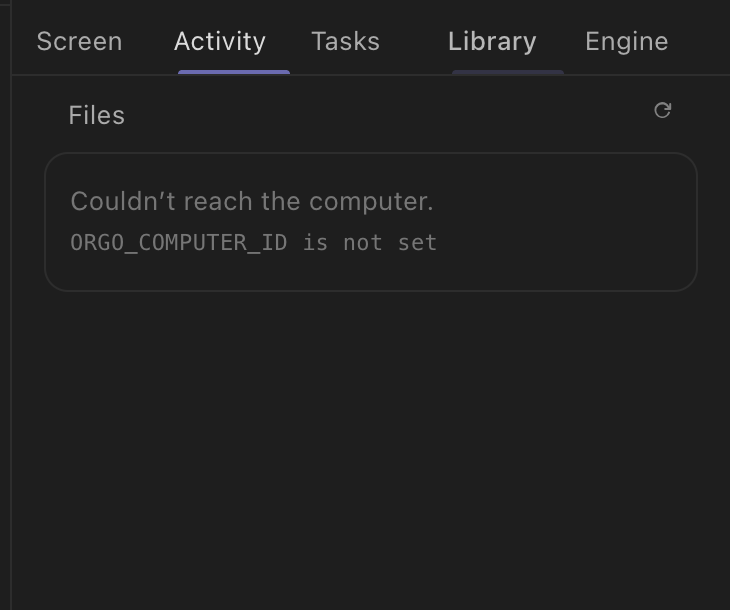 Screen Activity Tasks Library Engine
Files
Couldn’t reach the computer.
ORGO_COMPUTER_ID is not set